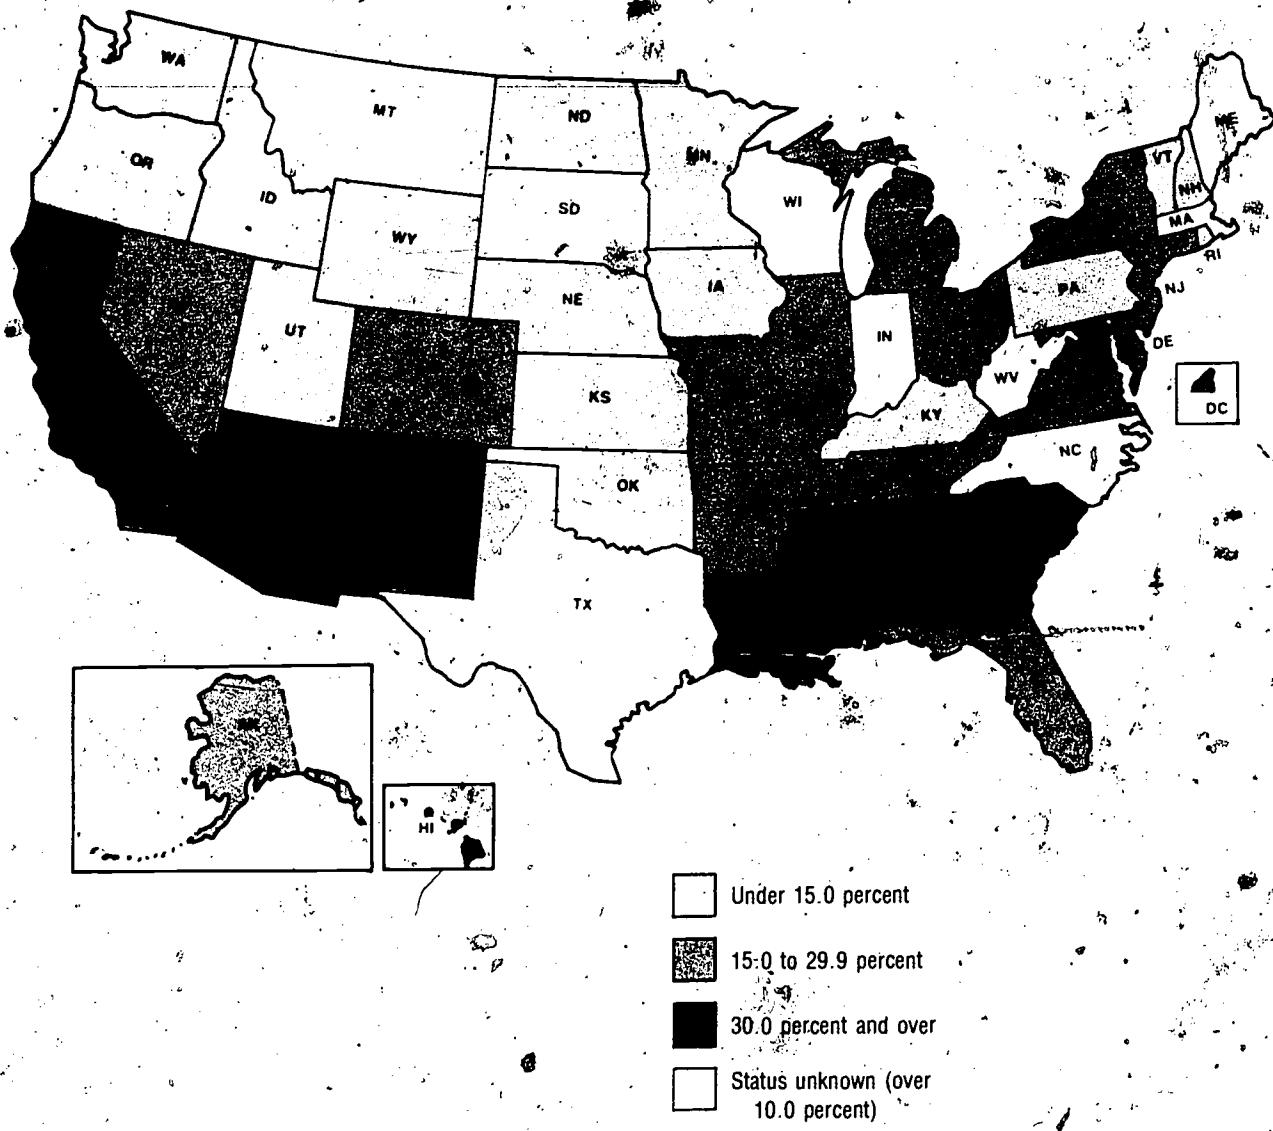 WA
MT
ND
MN
ME
OR
ID
VT
NH
SD
WI
MA
WY
RI
NE
IA
PA
NJ
UT
IN
DE
WV
KS
DC
KY
NC
OK
TX
HI
Under 15.0 percent
15.0 to 29.9 percent
30.0 percent and over
Status unknown (over
10.0 percent)